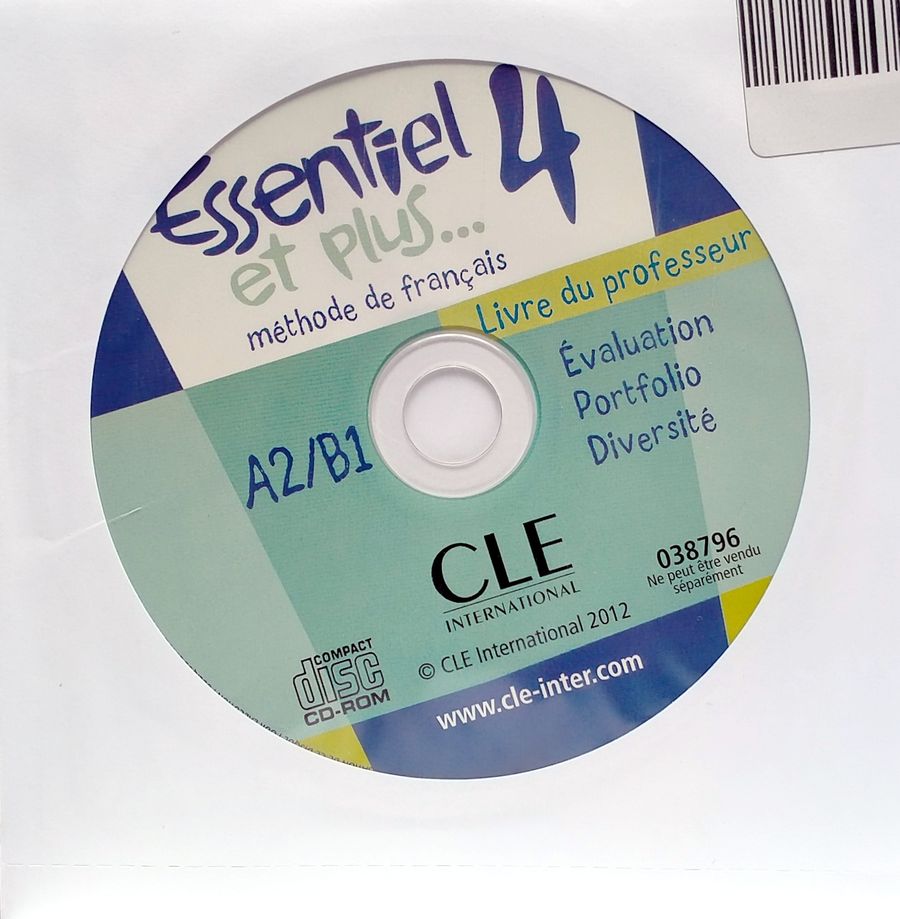 Essentiel 4
et plus...
méthode de français
Livre du professeur
Évaluation
Portfolio
Diversité
A2/B1
CLE
INTERNATIONAL
038796
Ne peut être vendu
séparément
© CLE International 2012
COMPACT
disc
CD-ROM
www.cle-inter.com